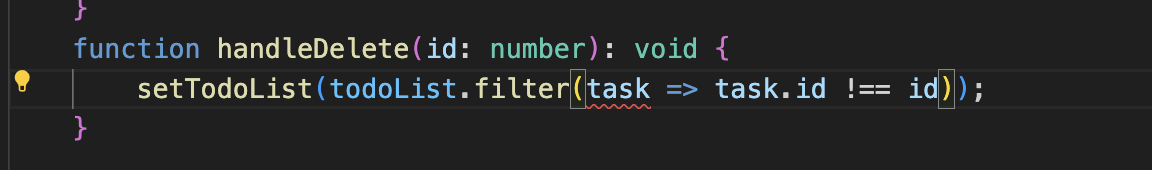 }
function handleDelete(id: number): void {
setTodoList(todoList.filter(task => task.id !== id));
}